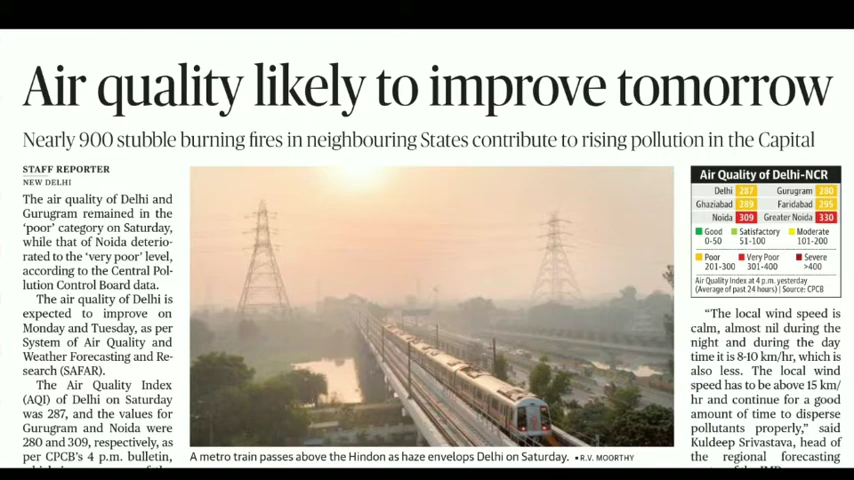 Air quality likely to improve tomorrow
Nearly 900 stubble burning fires in neighbouring States contribute to rising pollution in the Capital
STAFF REPORTER
NEW DELHI
The air quality of Delhi and
Gurugram remained in the
‘poor’ category on Saturday,
while that of Noida deterio-
rated to the ‘very poor’ level,
according to the Central Pol-
lution Control Board data.
The air quality of Delhi is
expected to improve on
Monday and Tuesday, as per
System of Air Quality and
Weather Forecasting and Re-
search (SAFAR).
The Air Quality Index
(AQI) of Delhi on Saturday
was 287, and the values for
Gurugram and Noida were
280 and 309, respectively, as
per CPCB’s 4 p.m. bulletin,
A metro train passes above the Hindon as haze envelops Delhi on Saturday. •R.V. MOORTHY
Air Quality of Delhi-NCR
Delhi 287 Gurugram 280
Ghaziabad 289 Faridabad 295
Noida 309 Greater Noida 330
Good Satisfactory Moderate
0-50 51-100 101-200
Poor Very Poor Severe
201-300 301-400 >400
Air Quality Index at 4 p.m. yesterday
(Average of past 24 hours) | Source: CPCB
“The local wind speed is
calm, almost nil during the
night and during the day
time it is 8-10 km/hr, which is
also less. The local wind
speed has to be above 15 km/
hr and continue for a good
amount of time to disperse
pollutants properly,” said
Kuldeep Srivastava, head of
the regional forecasting